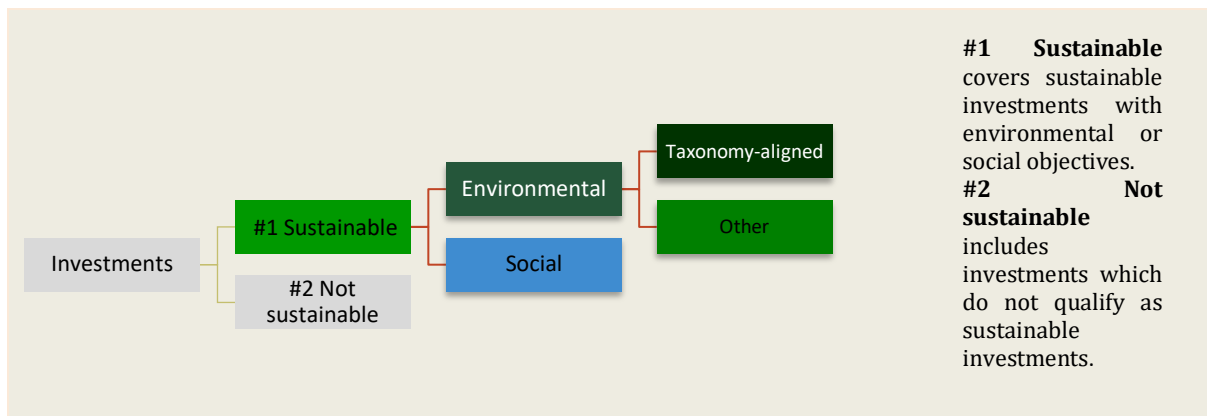 Investments
#1 Sustainable
#2 Not
sustainable
Environmental
Social
Taxonomy-aligned
Other
#1 Sustainable
covers sustainable
investments with
environmental or
social objectives.
#2 Not
sustainable
includes
investments which
do not qualify as
sustainable
investments.